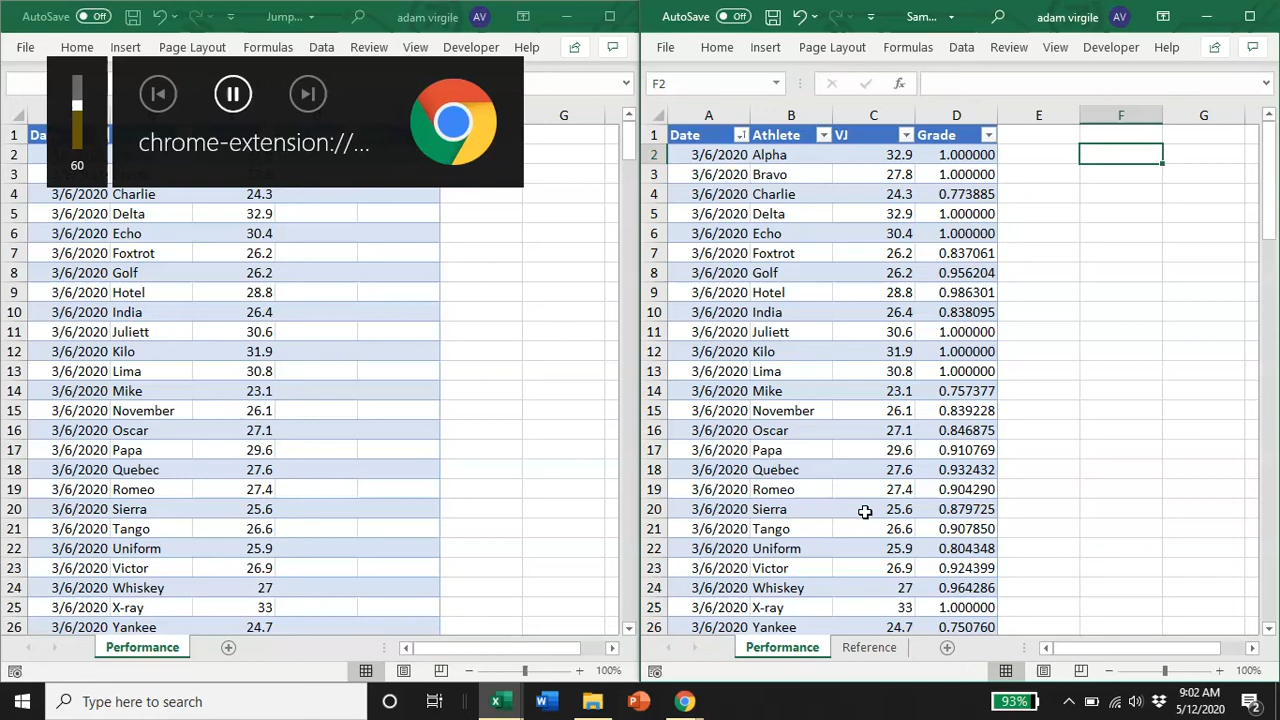 AutoSave Off Jump... adam virgile AV
File Home Insert Page Layout Formulas Data Review View Developer Help
chrome-extension://...
60
G
1 Da
2
3
4 3/6/2020 Charlie 24.3
5 3/6/2020 Delta 32.9
6 3/6/2020 Echo 30.4
7 3/6/2020 Foxtrot 26.2
8 3/6/2020 Golf 26.2
9 3/6/2020 Hotel 28.8
10 3/6/2020 India 26.4
11 3/6/2020 Juliett 30.6
12 3/6/2020 Kilo 31.9
13 3/6/2020 Lima 30.8
14 3/6/2020 Mike 23.1
15 3/6/2020 November 26.1
16 3/6/2020 Oscar 27.1
17 3/6/2020 Papa 29.6
18 3/6/2020 Quebec 27.6
19 3/6/2020 Romeo 27.4
20 3/6/2020 Sierra 25.6
21 3/6/2020 Tango 26.6
22 3/6/2020 Uniform 25.9
23 3/6/2020 Victor 26.9
24 3/6/2020 Whiskey 27
25 3/6/2020 X-ray 33
26 3/6/2020 Yankee 24.7
Performance
100%
AutoSave Off Sam... adam virgile AV
File Home Insert Page Layout Formulas Data Review View Developer Help
F2 fx
A B C D E F G
1 Date Athlete VJ Grade
2 3/6/2020 Alpha 32.9 1.000000
3 3/6/2020 Bravo 27.8 1.000000
4 3/6/2020 Charlie 24.3 0.773885
5 3/6/2020 Delta 32.9 1.000000
6 3/6/2020 Echo 30.4 1.000000
7 3/6/2020 Foxtrot 26.2 0.837061
8 3/6/2020 Golf 26.2 0.956204
9 3/6/2020 Hotel 28.8 0.986301
10 3/6/2020 India 26.4 0.838095
11 3/6/2020 Juliett 30.6 1.000000
12 3/6/2020 Kilo 31.9 1.000000
13 3/6/2020 Lima 30.8 1.000000
14 3/6/2020 Mike 23.1 0.757377
15 3/6/2020 November 26.1 0.839228
16 3/6/2020 Oscar 27.1 0.846875
17 3/6/2020 Papa 29.6 0.910769
18 3/6/2020 Quebec 27.6 0.932432
19 3/6/2020 Romeo 27.4 0.904290
20 3/6/2020 Sierra 25.6 0.879725
21 3/6/2020 Tango 26.6 0.907850
22 3/6/2020 Uniform 25.9 0.804348
23 3/6/2020 Victor 26.9 0.924399
24 3/6/2020 Whiskey 27 0.964286
25 3/6/2020 X-ray 33 1.000000
26 3/6/2020 Yankee 24.7 0.750760
Performance Reference
100%
Type here to search
93%
9:02 AM
5/12/2020
2